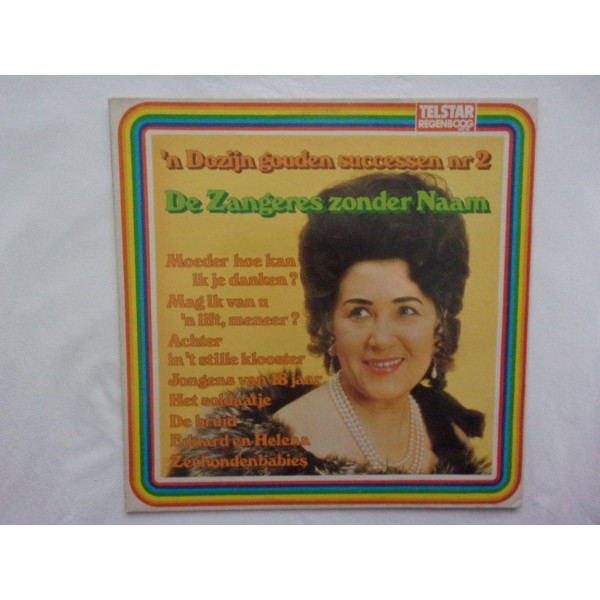 TELSTAR
REGENBOOG
'n Dozijn gouden successen nr 2
De Zangeres zonder Naam
Moeder hoe kan
ik je danken?
Mag ik van u
'n lift, meneer?
Achter
in 't stille klooster
Jongens van 18 jaar
Het soldaatje
De bruid
Eduard en Helena
Zeehondenbabies